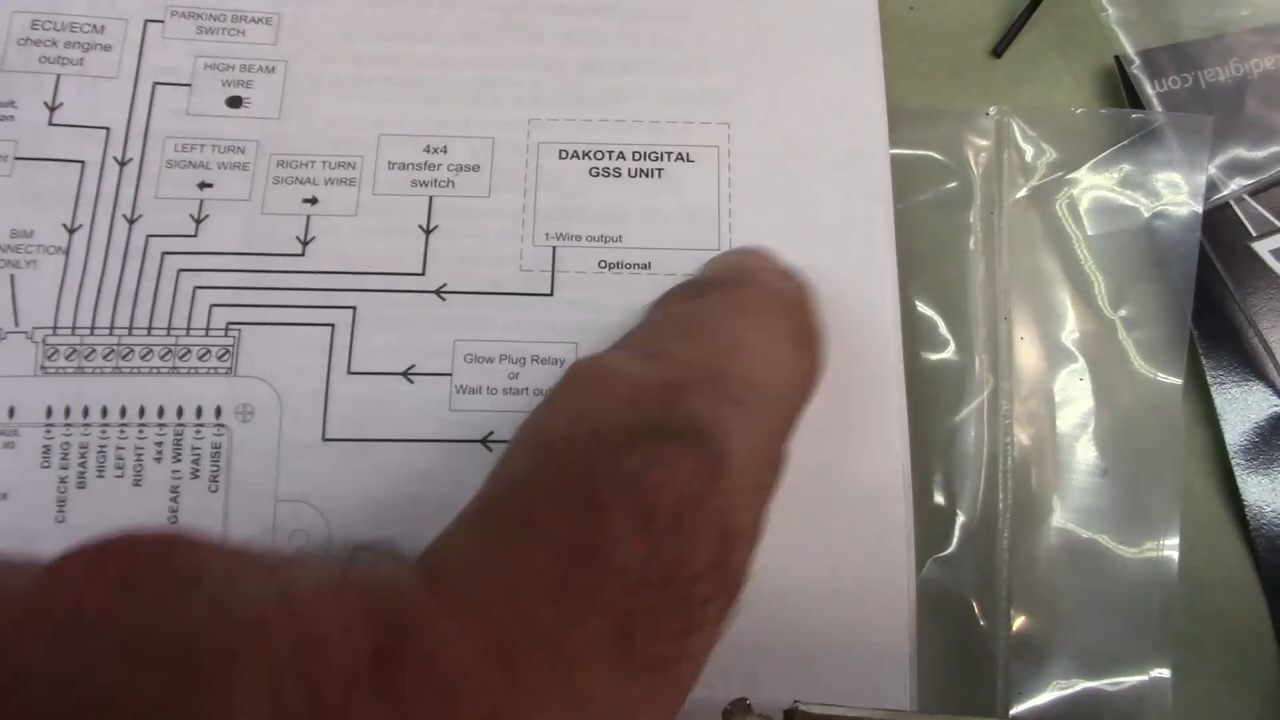 ECU/ECM
check engine
output
PARKING BRAKE
SWITCH
HIGH BEAM
WIRE
LEFT TURN
SIGNAL WIRE
RIGHT TURN
SIGNAL WIRE
4x4
transfer case
switch
DAKOTA DIGITAL
GSS UNIT
1-Wire output
Optional
BIM
ONLY!
Glow Plug Relay
or
Wait to start
DIM (+)
CHECK ENG (-)
BRAKE (-)
HIGH (+)
LEFT (+)
RIGHT (+)
4x4 (-)
GEAR (1 WIRE)
WAIT (+)
CRUISE (-)
I/O
adigital.com